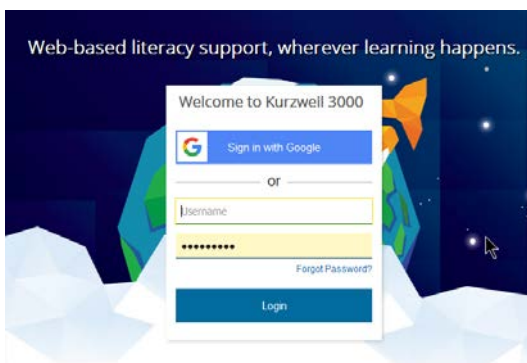 Web-based literacy support, wherever learning happens.
Welcome to Kurzweil 3000
G Sign in with Google
or
Username
•••••••••
Forgot Password?
Login